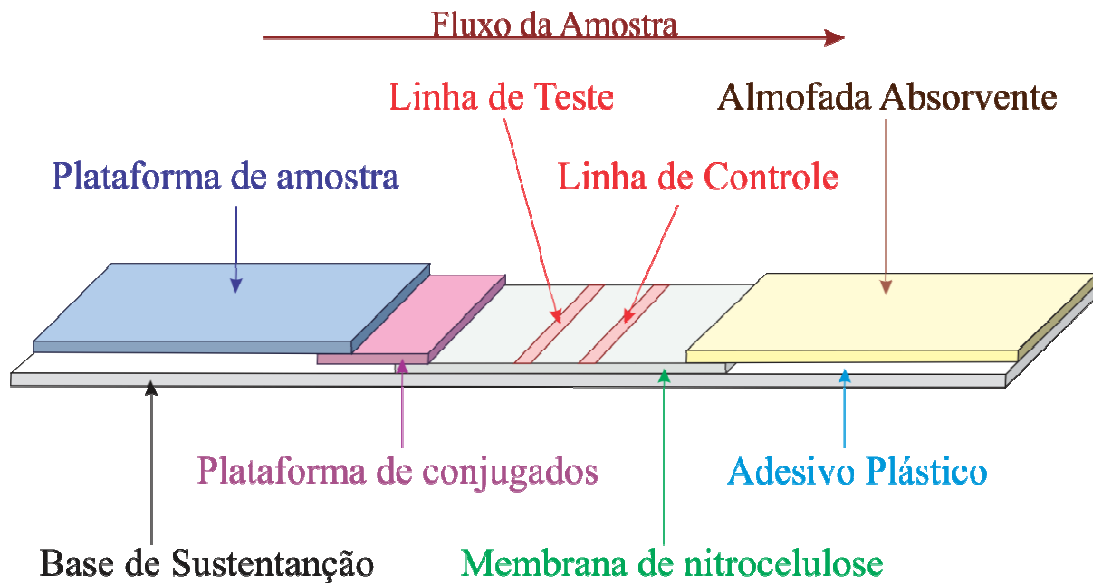 Fluxo da Amostra
Linha de Teste
Almofada Absorvente
Plataforma de amostra
Linha de Controle
Plataforma de conjugados
Adesivo Plástico
Base de Sustentanção
Membrana de nitrocelulose